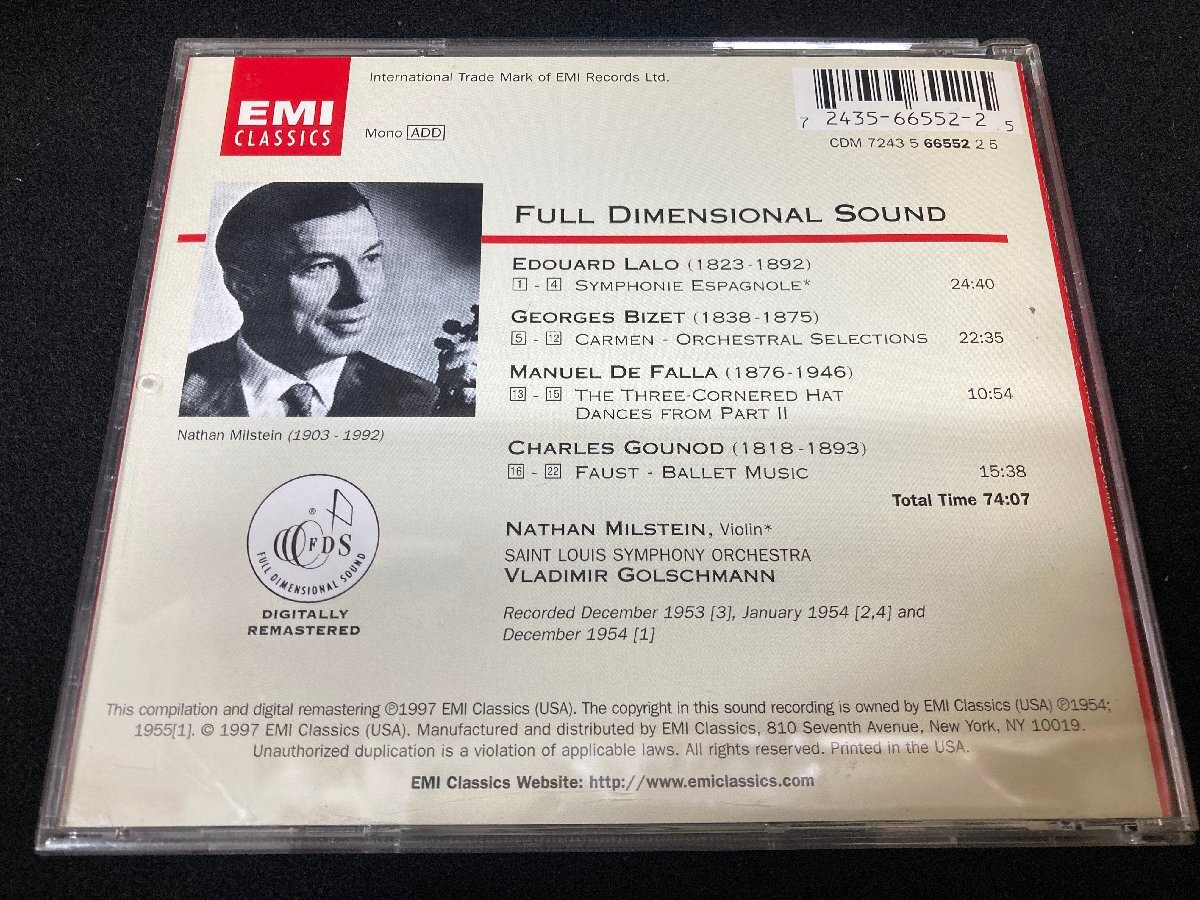 EMI
CLASSICS
International Trade Mark of EMI Records Ltd.
Mono ADD
7 2435-66552-2 5
CDM 7243 5 66552 2 5
FULL DIMENSIONAL SOUND
EDOUARD LALO (1823-1892)
1 - 4 SYMPHONIE ESPAGNOLE* 24:40
GEORGES BIZET (1838-1875)
5 - 12 CARMEN - ORCHESTRAL SELECTIONS 22:35
MANUEL DE FALLA (1876-1946)
13 - 15 THE THREE-CORNERED HAT 10:54
DANCES FROM PART II
CHARLES GOUNOD (1818-1893)
16 - 22 FAUST - BALLET MUSIC 15:38
Total Time 74:07
Nathan Milstein (1903 - 1992)
NATHAN MILSTEIN, Violin*
SAINT LOUIS SYMPHONY ORCHESTRA
VLADIMIR GOLSCHMANN
® FDS
FULL DIMENSIONAL SOUND
DIGITALLY
REMASTERED
Recorded December 1953 [3], January 1954 [2,4] and
December 1954 [1]
This compilation and digital remastering ℗1997 EMI Classics (USA). The copyright in this sound recording is owned by EMI Classics (USA) ℗1954;
1955[1]. © 1997 EMI Classics (USA). Manufactured and distributed by EMI Classics, 810 Seventh Avenue, New York, NY 10019.
Unauthorized duplication is a violation of applicable laws. All rights reserved. Printed in the USA.
EMI Classics Website: http://www.emiclassics.com